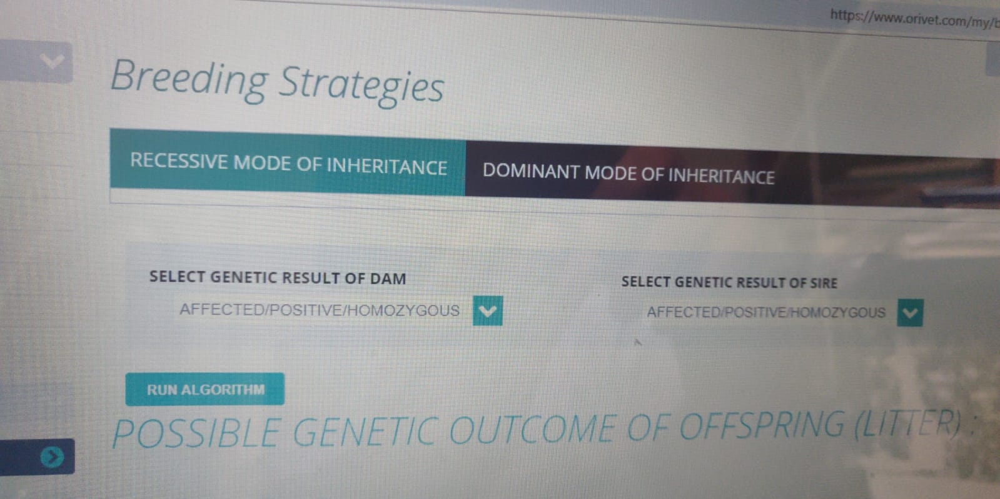 https://www.orivet.com/my/b
Breeding Strategies
RECESSIVE MODE OF INHERITANCE DOMINANT MODE OF INHERITANCE
SELECT GENETIC RESULT OF DAM SELECT GENETIC RESULT OF SIRE
AFFECTED/POSITIVE/HOMOZYGOUS AFFECTED/POSITIVE/HOMOZYGOUS
RUN ALGORITHM
POSSIBLE GENETIC OUTCOME OF OFFSPRING (LITTER) :